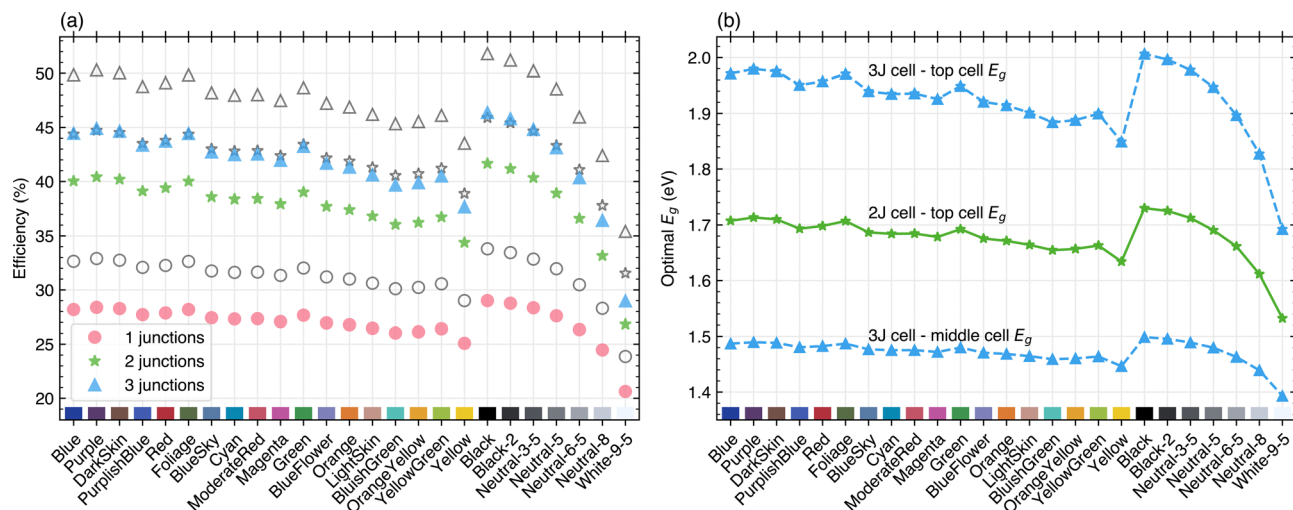 (a)
Efficiency (%)
50
45
40
35
30
25
20
1 junctions
2 junctions
3 junctions
Blue
Purple
DarkSkin
PurplishBlue
Red
Foliage
BlueSky
Cyan
ModerateRed
Magenta
Green
BlueFlower
Orange
LightSkin
BluishGreen
OrangeYellow
YellowGreen
Yellow
Black
Black-2
Neutral-3-5
Neutral-5
Neutral-6-5
Neutral-8
White-9-5
(b)
Optimal E_g (eV)
2.0
1.9
1.8
1.7
1.6
1.5
1.4
3J cell - top cell E_g
2J cell - top cell E_g
3J cell - middle cell E_g
Blue
Purple
DarkSkin
PurplishBlue
Red
Foliage
BlueSky
Cyan
ModerateRed
Magenta
Green
BlueFlower
Orange
LightSkin
BluishGreen
OrangeYellow
YellowGreen
Yellow
Black
Black-2
Neutral-3-5
Neutral-5
Neutral-6-5
Neutral-8
White-9-5